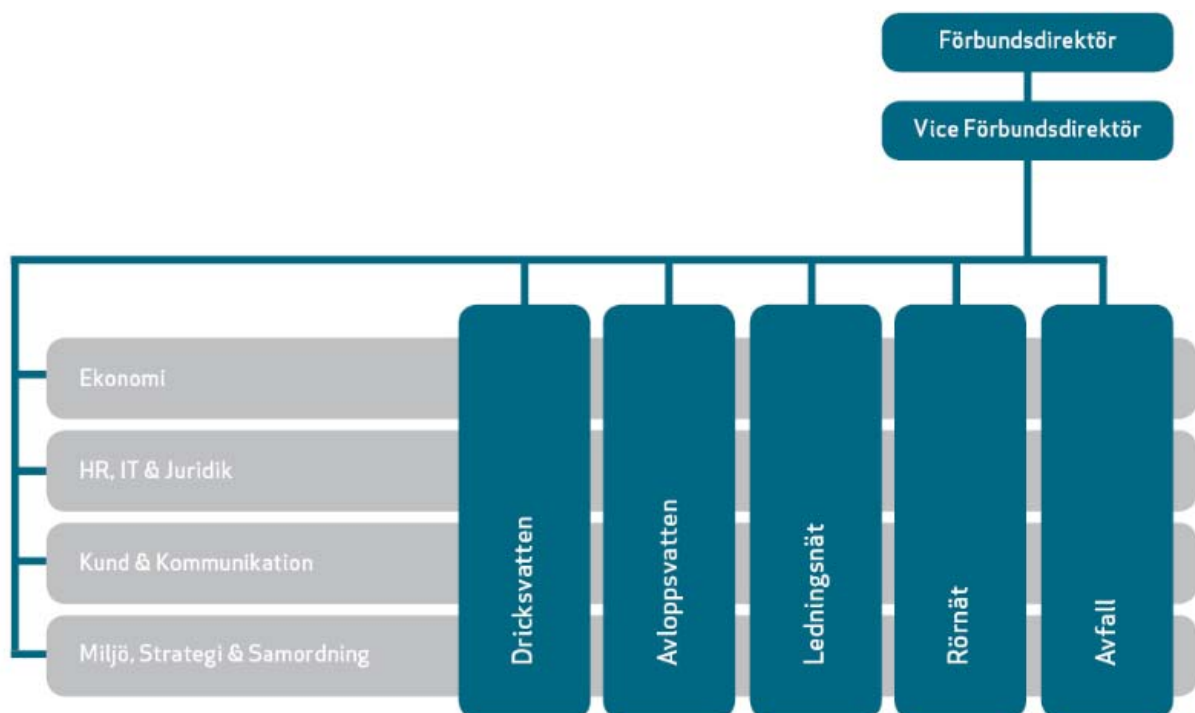 Förbundsdirektör
Vice Förbundsdirektör
Ekonomi
HR, IT & Juridik
Kund & Kommunikation
Miljö, Strategi & Samordning
Dricksvatten
Avloppsvatten
Ledningsnät
Rörnät
Avfall